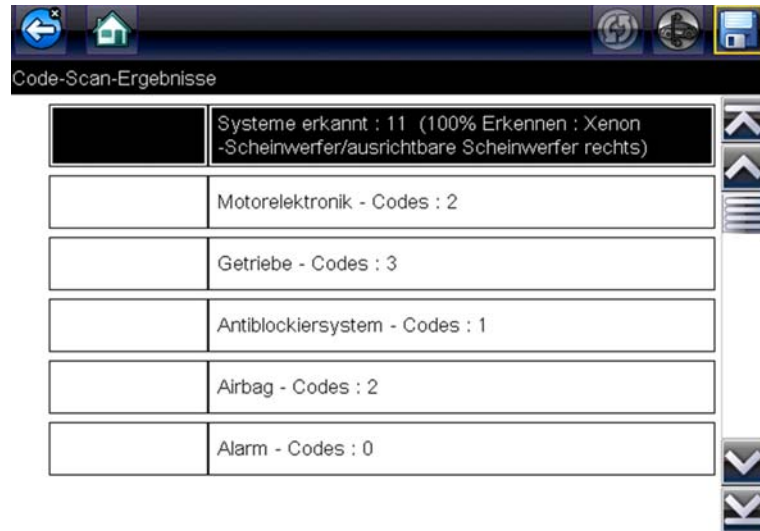 Code-Scan-Ergebnisse
Systeme erkannt : 11 (100% Erkennen : Xenon
-Scheinwerfer/ausrichtbare Scheinwerfer rechts)
Motorelektronik - Codes : 2
Getriebe - Codes : 3
Antiblockiersystem - Codes : 1
Airbag - Codes : 2
Alarm - Codes : 0